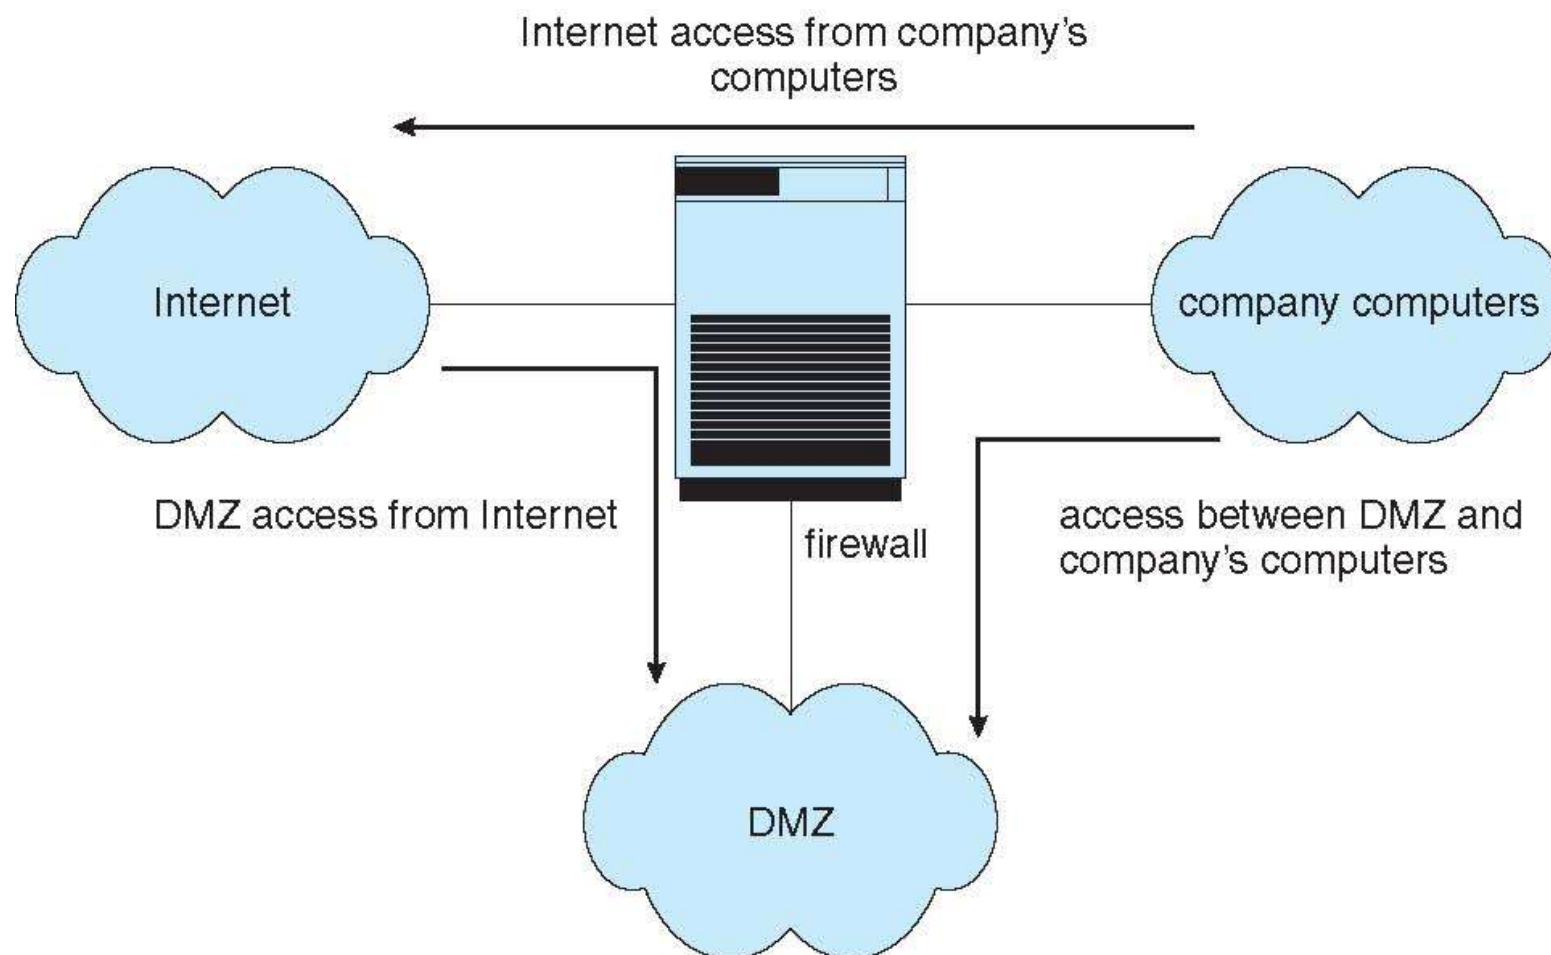 Internet access from company's
computers
Internet
company computers
DMZ access from Internet
firewall
access between DMZ and
company's computers
DMZ